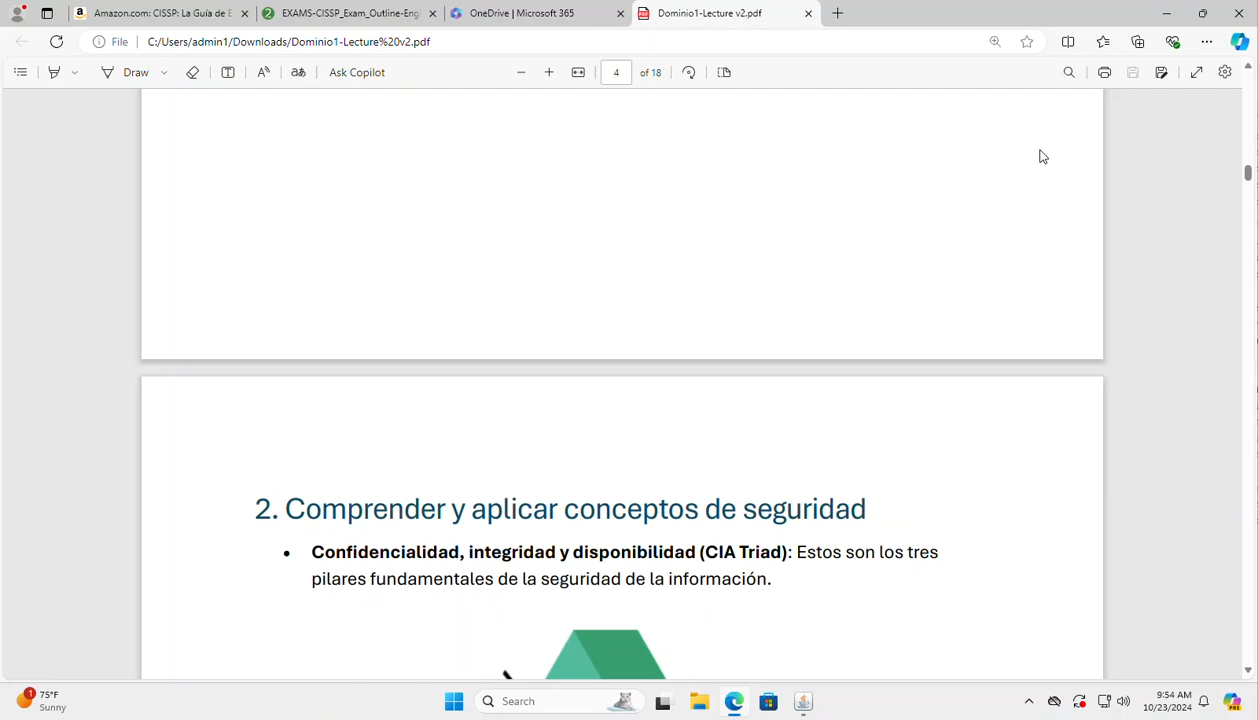 Amazon.com: CISSP: La Guía de E
EXAMS-CISSP_Exam_Outline-Engl
OneDrive | Microsoft 365
Dominio1-Lecture v2.pdf
File
C:/Users/admin1/Downloads/Dominio1-Lecture%20v2.pdf
Draw
Ask Copilot
4 of 18
2. Comprender y aplicar conceptos de seguridad
• Confidencialidad, integridad y disponibilidad (CIA Triad): Estos son los tres
pilares fundamentales de la seguridad de la información.
1
75°F
Sunny
Search
9:54 AM
10/23/2024